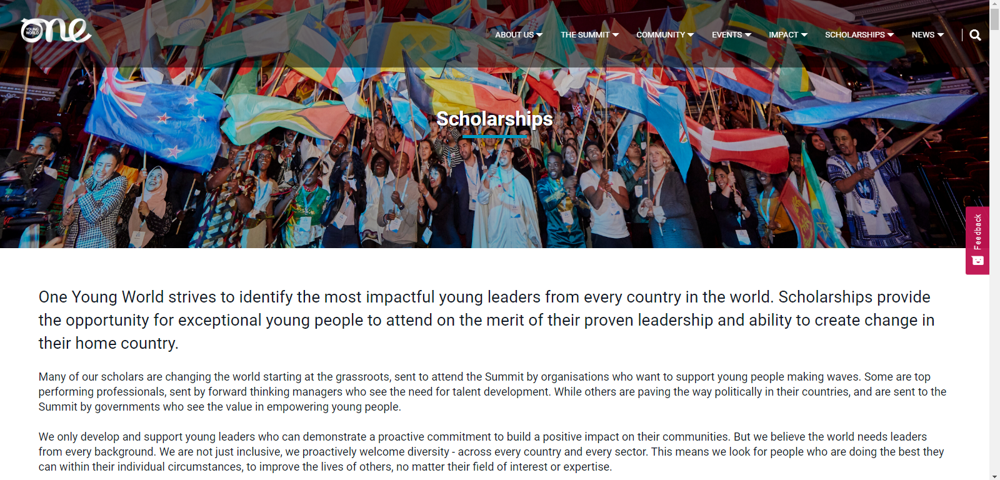 one
YOUNG
WORLD
ABOUT US
THE SUMMIT
COMMUNITY
EVENTS
IMPACT
SCHOLARSHIPS
NEWS
Scholarships
Feedback
One Young World strives to identify the most impactful young leaders from every country in the world. Scholarships provide
the opportunity for exceptional young people to attend on the merit of their proven leadership and ability to create change in
their home country.
Many of our scholars are changing the world starting at the grassroots, sent to attend the Summit by organisations who want to support young people making waves. Some are top
performing professionals, sent by forward thinking managers who see the need for talent development. While others are paving the way politically in their countries, and are sent to the
Summit by governments who see the value in empowering young people.
We only develop and support young leaders who can demonstrate a proactive commitment to build a positive impact on their communities. But we believe the world needs leaders
from every background. We are not just inclusive, we proactively welcome diversity - across every country and every sector. This means we look for people who are doing the best they
can within their individual circumstances, to improve the lives of others, no matter their field of interest or expertise.